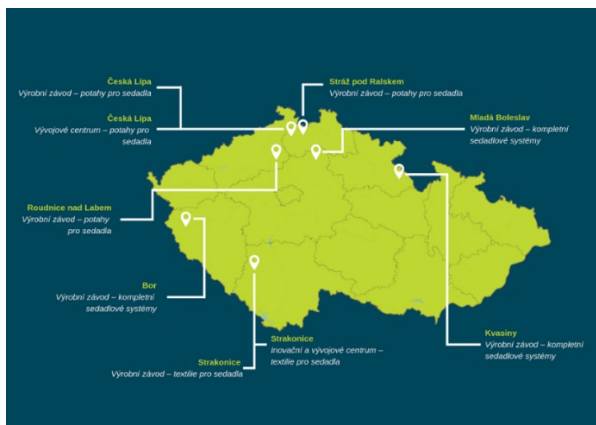 Česká Lípa
Výrobní závod – potahy pro sedadla
Česká Lípa
Vývojové centrum – potahy pro
sedadla
Stráž pod Ralskem
Výrobní závod – potahy pro sedadla
Mladá Boleslav
Výrobní závod – kompletní
sedadlové systémy
Roudnice nad Labem
Výrobní závod – potahy
pro sedadla
Bor
Výrobní závod – kompletní
sedadlové systémy
Strakonice
Výrobní závod – textilie pro sedadla
Strakonice
Inovační a vývojové centrum –
textilie pro sedadla
Kvasiny
Výrobní závod – kompletní
sedadlové systémy